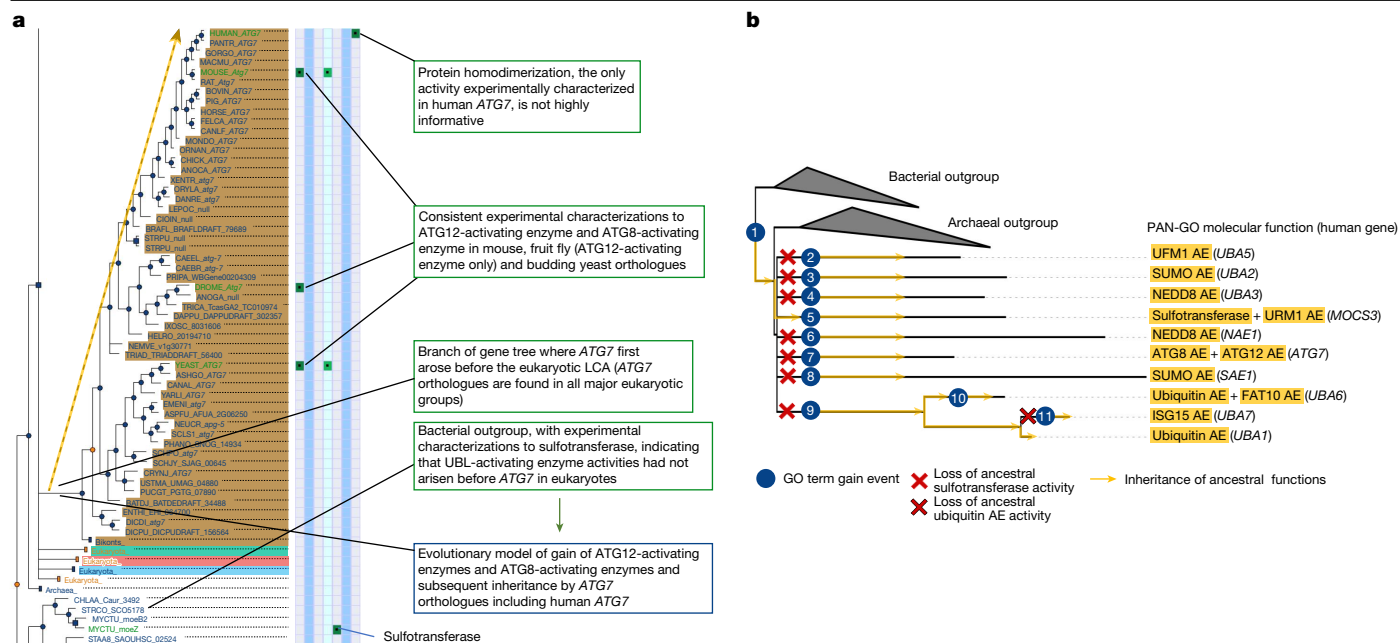 a
HUMAN_ATG7
PANTR_ATG7
GORGO_ATG7
MACMU_ATG7
MOUSE_Atg7
RAT_Atg7
BOVIN_ATG7
PIG_ATG7
HORSE_ATG7
FELCA_ATG7
CANLF_ATG7
MONDO_ATG7
ORNAN_ATG7
CHICK_ATG7
ANOCA_ATG7
XENTR_atg7
ORYLA_atg7
DANRE_atg7
LEPOC_null
CIOIN_null
BRAFL_BRAFLDRAFT_79689
STRPU_null
STRPU_null
CAEEL_atg-7
CAEBR_atg-7
PRIPA_WBGene00204309
DROME_Atg7
ANOGA_null
TRICA_TcasGA2_TC010974
DAPPU_DAPPUDRAFT_302357
IXOSC_8031606
HELRO_20194710
NEMVE_v1g30771
TRIAD_TRIADDRAFT_56400
YEAST_ATG7
ASHGO_ATG7
CANAL_ATG7
YARLI_ATG7
EMENI_atg7
ASPFU_AFUA_2G06250
NEUCR_apg-5
SCLS1_atg7
PHANO_SNOG_14934
SCHPO_atg7
SCHJY_SJAG_00645
CRYNJ_ATG7
USTMA_UMAG_04880
PUCGT_PGTG_07890
BATDJ_BATDEDRAFT_34488
ENTHI_EHI_
DICDI_atg7
DICPU_DICPUDRAFT_156564
Bikonts_
Eukaryota_
Eukaryota_
Eukaryota_
Archaea_
CHLAA_Caur_3492
STRCO_SCO5178
MYCTU_moeB2
MYCTU_moeZ
STAA8_SAOUHSC_02524
Protein homodimerization, the only
activity experimentally characterized
in human ATG7, is not highly
informative
Consistent experimental characterizations to
ATG12-activating enzyme and ATG8-activating
enzyme in mouse, fruit fly (ATG12-activating
enzyme only) and budding yeast orthologues
Branch of gene tree where ATG7 first
arose before the eukaryotic LCA (ATG7
orthologues are found in all major eukaryotic
groups)
Bacterial outgroup, with experimental
characterizations to sulfotransferase, indicating
that UBL-activating enzyme activities had not
arisen before ATG7 in eukaryotes
Evolutionary model of gain of ATG12-activating
enzymes and ATG8-activating enzymes and
subsequent inheritance by ATG7
orthologues including human ATG7
Sulfotransferase
b
Bacterial outgroup
Archaeal outgroup
PAN-GO molecular function (human gene)
1
2 UFM1 AE (UBA5)
3 SUMO AE (UBA2)
4 NEDD8 AE (UBA3)
5 Sulfotransferase + URM1 AE (MOCS3)
6 NEDD8 AE (NAE1)
7 ATG8 AE + ATG12 AE (ATG7)
8 SUMO AE (SAE1)
10 Ubiquitin AE + FAT10 AE (UBA6)
9
11 ISG15 AE (UBA7)
Ubiquitin AE (UBA1)
GO term gain event
Loss of ancestral
sulfotransferase activity
Loss of ancestral
ubiquitin AE activity
Inheritance of ancestral functions